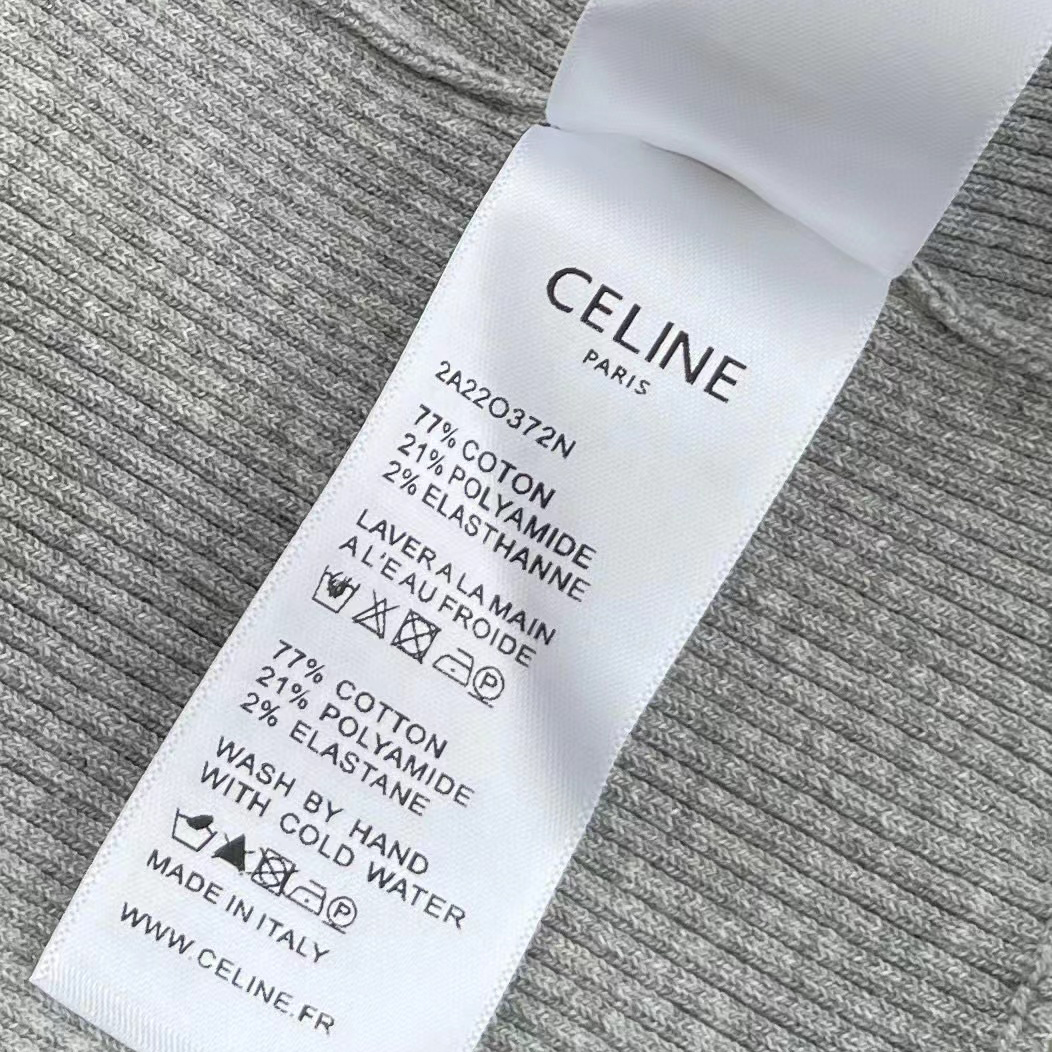 CELINE
PARIS
2A22O372N
77% COTON
21% POLYAMIDE
2% ELASTHANNE
LAVER A LA MAIN
A L'EAU FROIDE
P
77% COTTON
21% POLYAMIDE
2% ELASTANE
WASH BY HAND
WITH COLD WATER
P
MADE IN ITALY
WWW.CELINE.FR